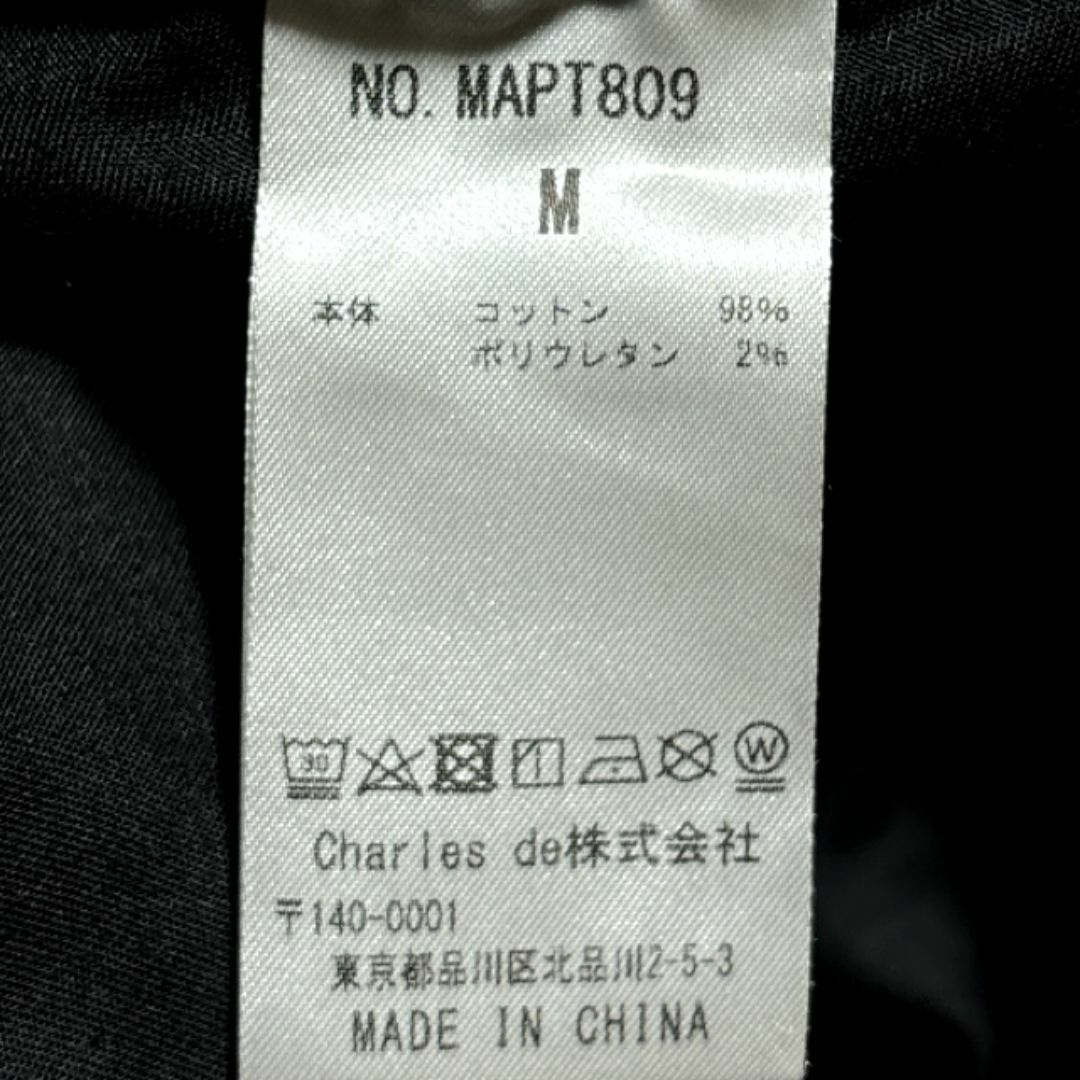 NO. MAPT809
M
本体 コットン 98%
ポリウレタン 2%
30
W
Charles de株式会社
〒140-0001
東京都品川区北品川2-5-3
MADE IN CHINA